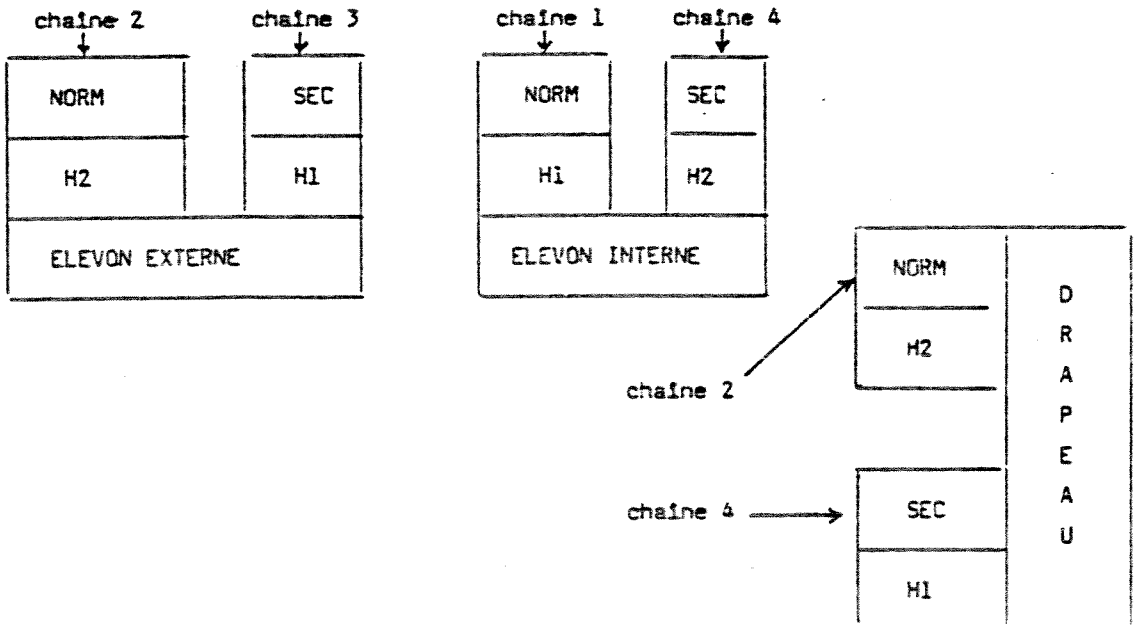 chaîne 2 chaîne 3 chaîne 1 chaîne 4
NORM SEC NORM SEC
H2 H1 H1 H2
ELEVON EXTERNE ELEVON INTERNE
NORM
H2
chaîne 2
chaîne 4
SEC
H1
D
R
A
P
E
A
U